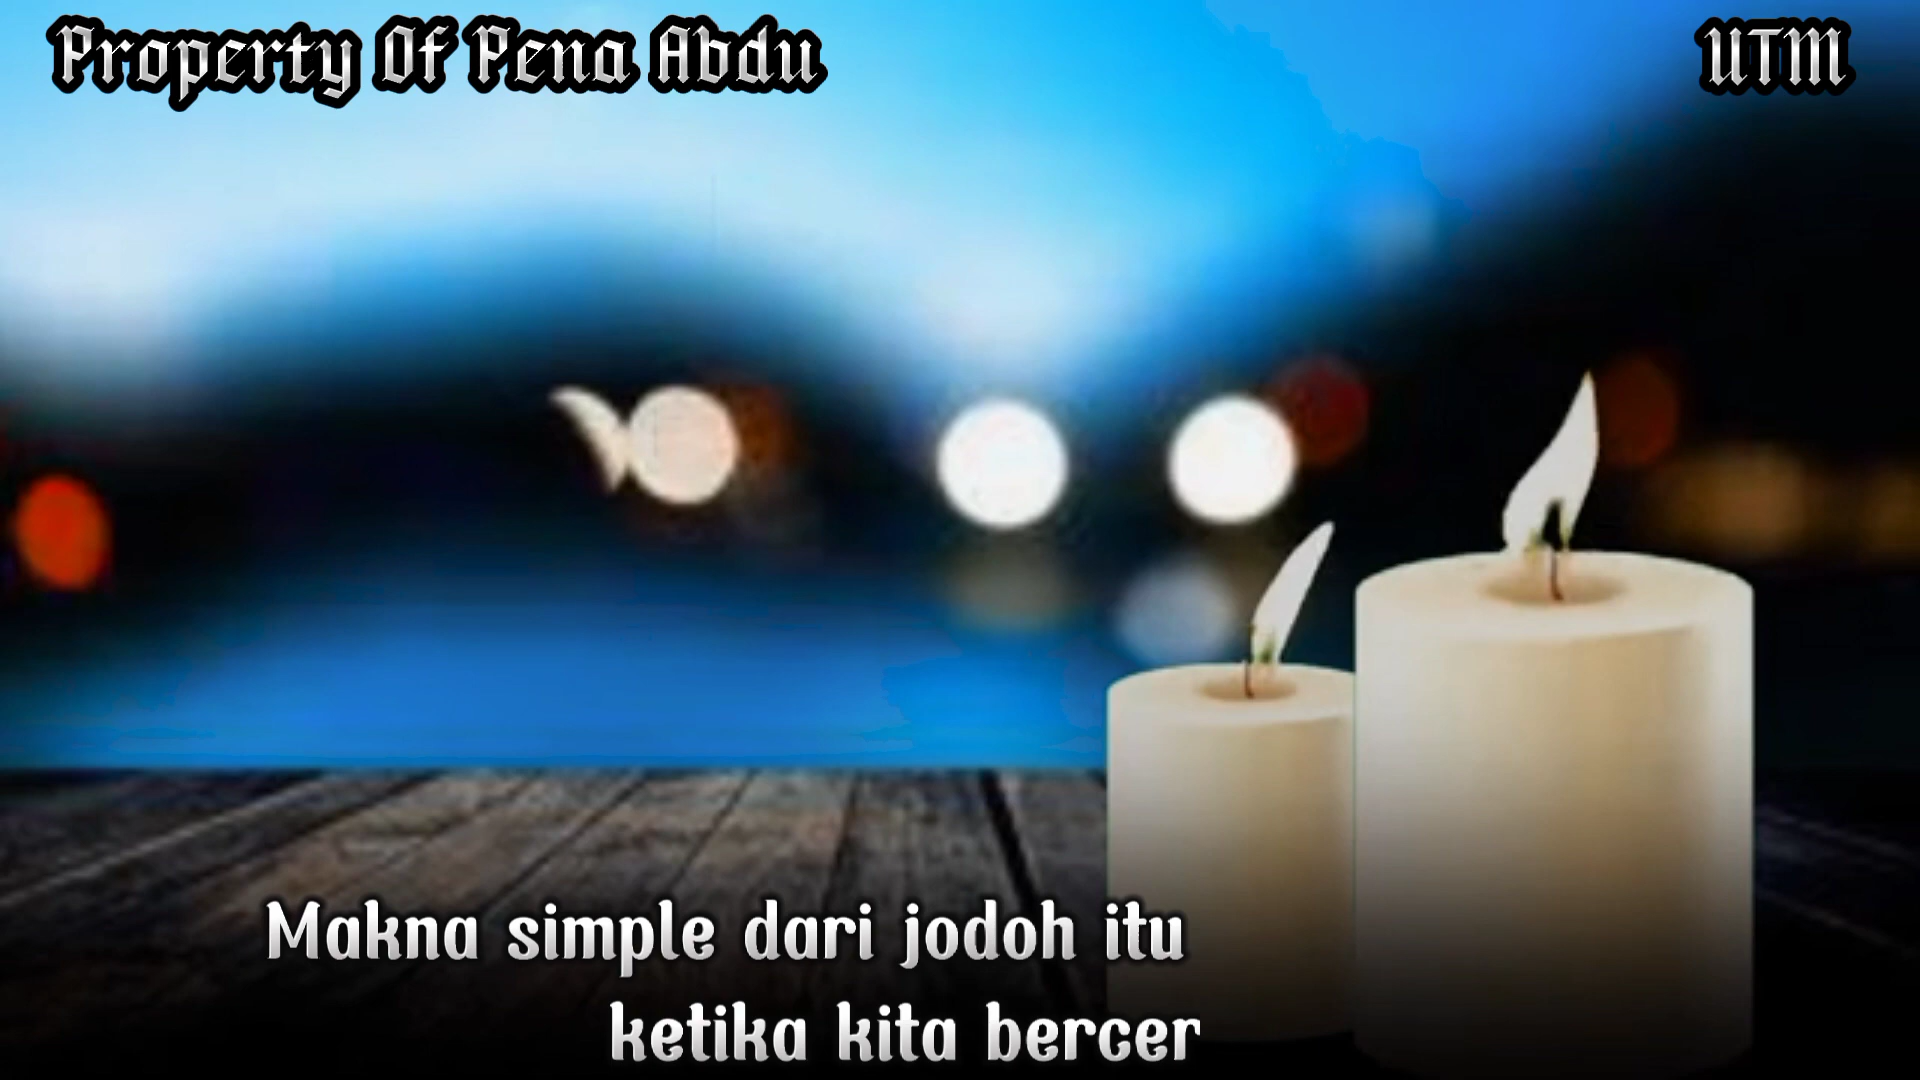 Property Of Pena Abdu
UTM
Makna simple dari jodoh itu
ketika kita bercer